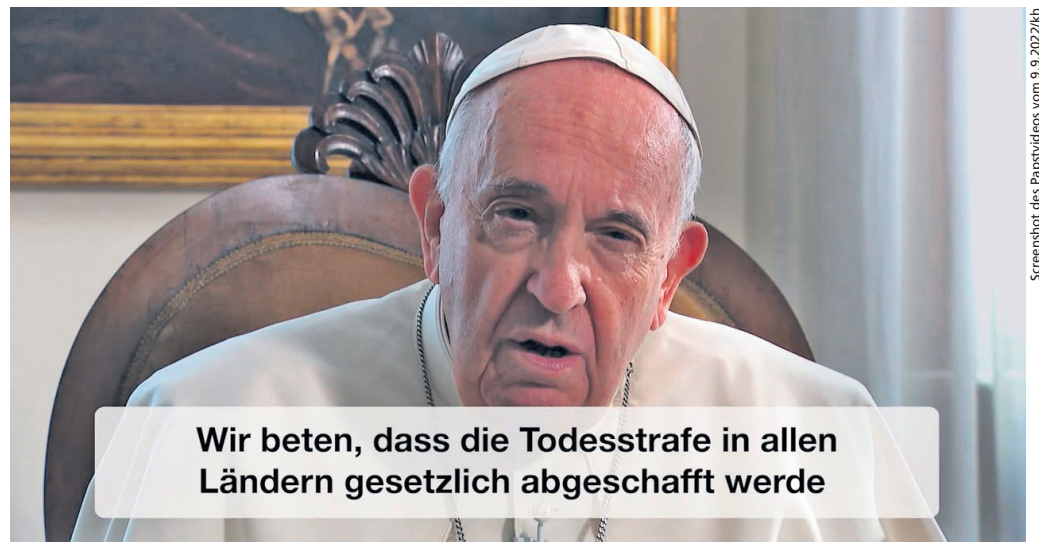 Wir beten, dass die Todesstrafe in allen
Ländern gesetzlich abgeschafft werde
Screenshot des Papstvideos vom 9.9.2022/kh